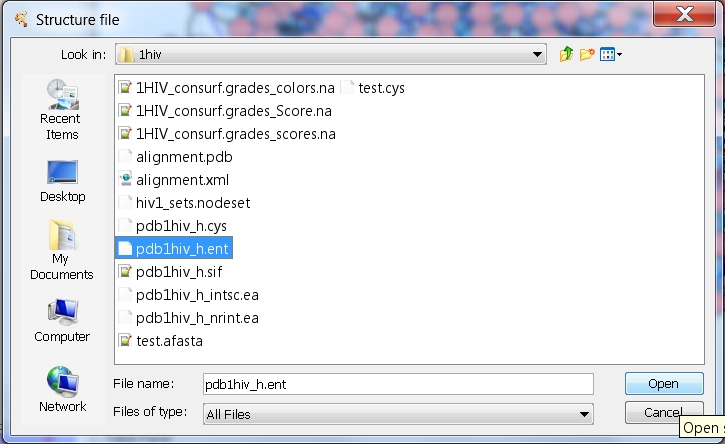 Structure file
Look in: 1hiv
Recent Items
Desktop
My Documents
Computer
Network
1HIV_consurf.grades_colors.na test.cys
1HIV_consurf.grades_Score.na
1HIV_consurf.grades_scores.na
alignment.pdb
alignment.xml
hiv1_sets.nodeset
pdb1hiv_h.cys
pdb1hiv_h.ent
pdb1hiv_h.sif
pdb1hiv_h_intsc.ea
pdb1hiv_h_nrint.ea
test.afasta
File name: pdb1hiv_h.ent Open
Files of type: All Files Cancel
Open